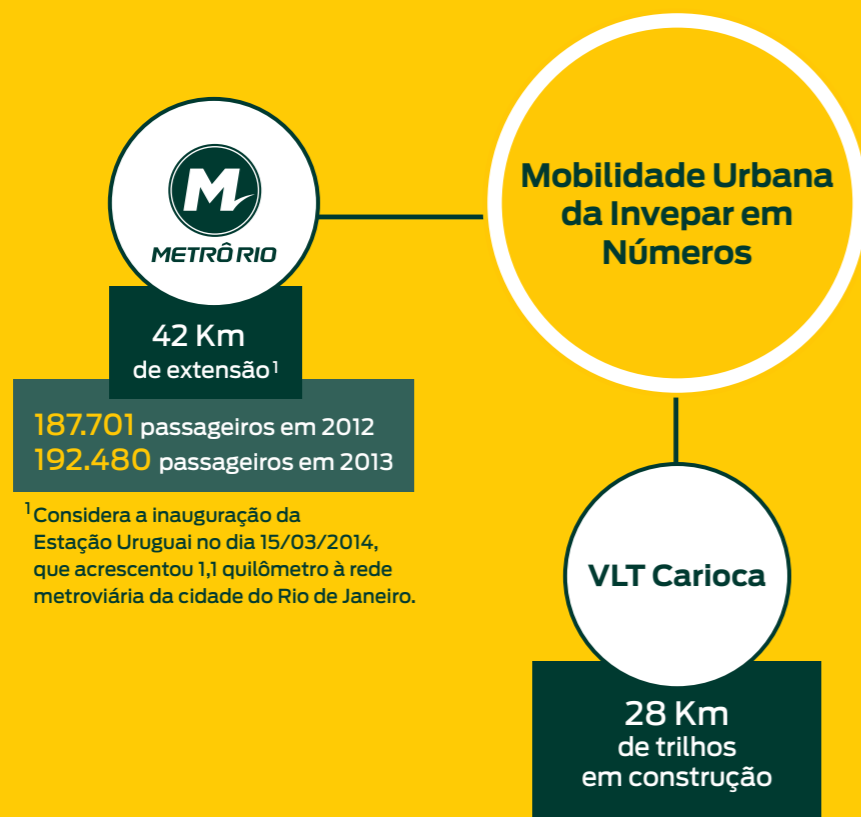 Mobilidade Urbana
da Invepar em
Números
M
METRÔ RIO
42 Km
de extensão¹
187.701 passageiros em 2012
192.480 passageiros em 2013
¹ Considera a inauguração da
Estação Uruguai no dia 15/03/2014,
que acrescentou 1,1 quilômetro à rede
metroviária da cidade do Rio de Janeiro.
VLT Carioca
28 Km
de trilhos
em construção